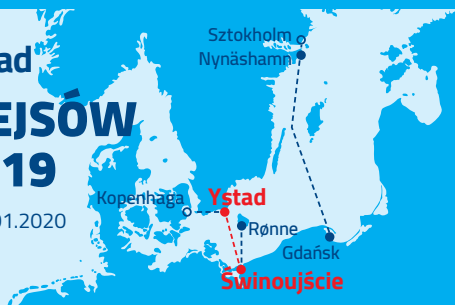 ad
EJSÓW
19
01.2020
Sztokholm
Nynäshamn
Kopenhaga
Ystad
Rønne
Gdańsk
Świnoujście